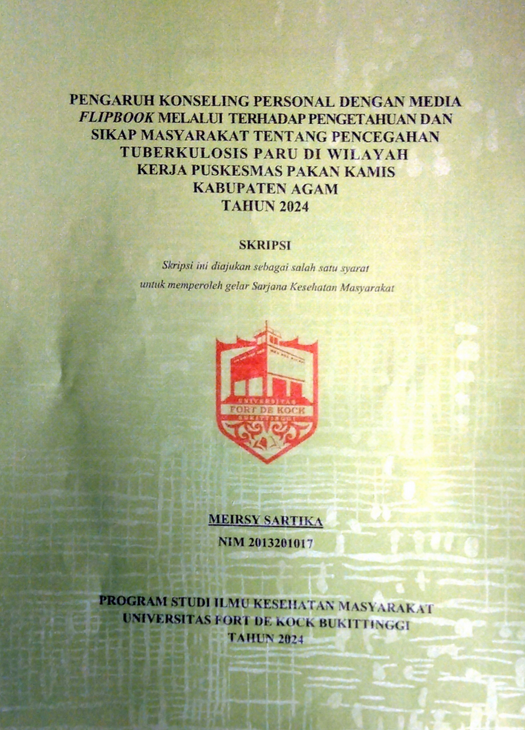 PENGARUH KONSELING PERSONAL DENGAN MEDIA
FLIPBOOK MELALUI TERHADAP PENGETAHUAN DAN
SIKAP MASYARAKAT TENTANG PENCEGAHAN
TUBERKULOSIS PARU DI WILAYAH
KERJA PUSKESMAS PAKAN KAMIS
KABUPATEN AGAM
TAHUN 2024
SKRIPSI
Skripsi ini diajukan sebagai salah satu syarat
untuk memperoleh gelar Sarjana Kesehatan Masyarakat
UNIVERSITAS
FORT DE KOCK
BUKITTINGGI
MEIRSY SARTIKA
NIM 2013201017
PROGRAM STUDI ILMU KESEHATAN MASYARAKAT
UNIVERSITAS FORT DE KOCK BUKITTINGGI
TAHUN 2024